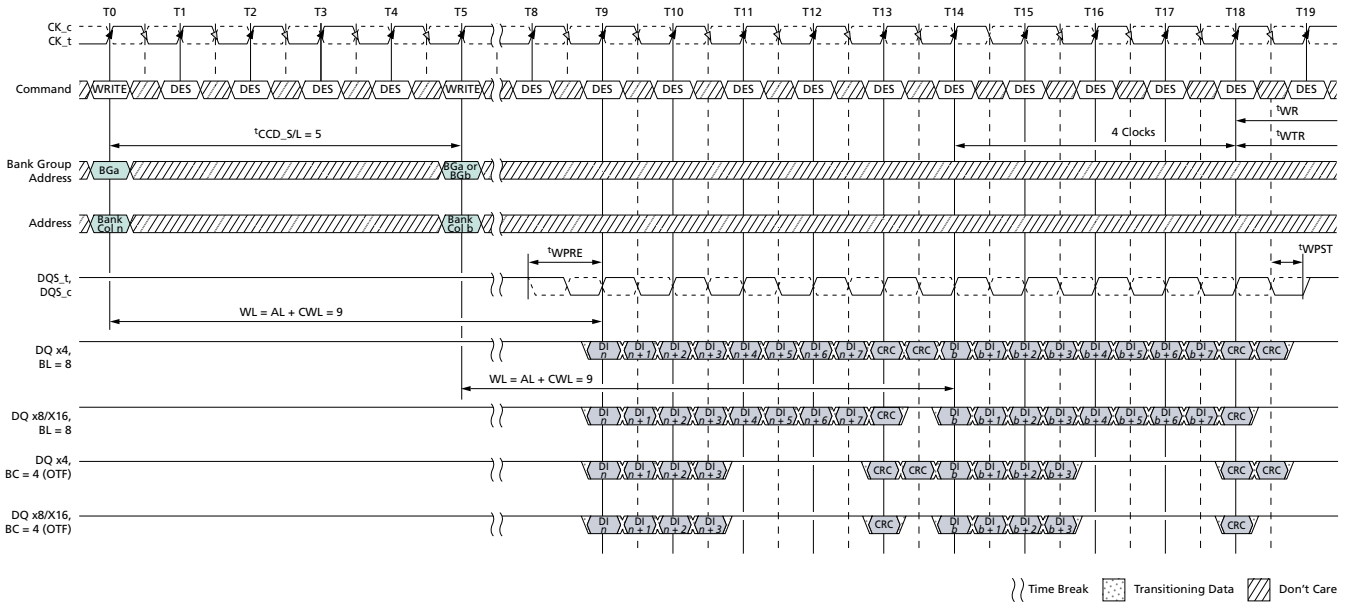 T0 T1 T2 T3 T4 T5 T8 T9 T10 T11 T12 T13 T14 T15 T16 T17 T18 T19
CK_c
CK_t
Command WRITE DES DES DES DES WRITE DES DES DES DES DES DES DES DES DES DES DES DES
tWR
tCCD_S/L = 5 4 Clocks tWTR
Bank Group
Address
BGa BGa or
BGb
Address Bank
Col n Bank
Col b
tWPRE tWPST
DQS_t,
DQS_c
WL = AL + CWL = 9
DQ x4,
BL = 8
DI
n DI
n + 1 DI
n + 2 DI
n + 3 DI
n + 4 DI
n + 5 DI
n + 6 DI
n + 7 CRC CRC DI
b DI
b + 1 DI
b + 2 DI
b + 3 DI
b + 4 DI
b + 5 DI
b + 6 DI
b + 7 CRC CRC
WL = AL + CWL = 9
DQ x8/X16,
BL = 8
DI
n DI
n + 1 DI
n + 2 DI
n + 3 DI
n + 4 DI
n + 5 DI
n + 6 DI
n + 7 CRC DI
b DI
b + 1 DI
b + 2 DI
b + 3 DI
b + 4 DI
b + 5 DI
b + 6 DI
b + 7 CRC
DQ x4,
BC = 4 (OTF)
DI
n DI
n + 1 DI
n + 2 DI
n + 3 CRC CRC DI
b DI
b + 1 DI
b + 2 DI
b + 3 CRC CRC
DQ x8/X16,
BC = 4 (OTF)
DI
n DI
n + 1 DI
n + 2 DI
n + 3 CRC DI
b DI
b + 1 DI
b + 2 DI
b + 3 CRC
Time Break Transitioning Data Don't Care